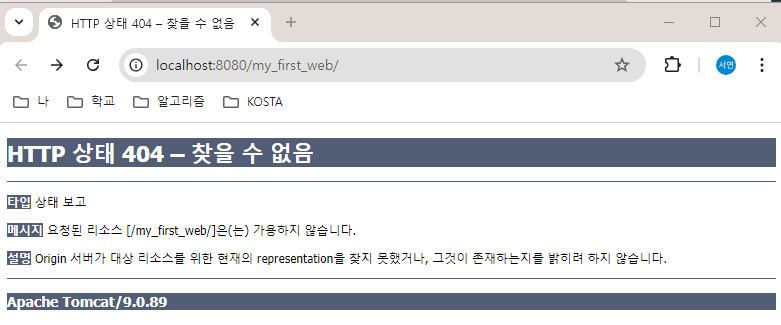 HTTP 상태 404 – 찾을 수 없음
localhost:8080/my_first_web/
서연
나 학교 알고리즘 KOSTA
HTTP 상태 404 – 찾을 수 없음
타입 상태 보고
메시지 요청된 리소스 [/my_first_web/]은(는) 가용하지 않습니다.
설명 Origin 서버가 대상 리소스를 위한 현재의 representation을 찾지 못했거나, 그것이 존재하는지를 밝히려 하지 않습니다.
Apache Tomcat/9.0.89